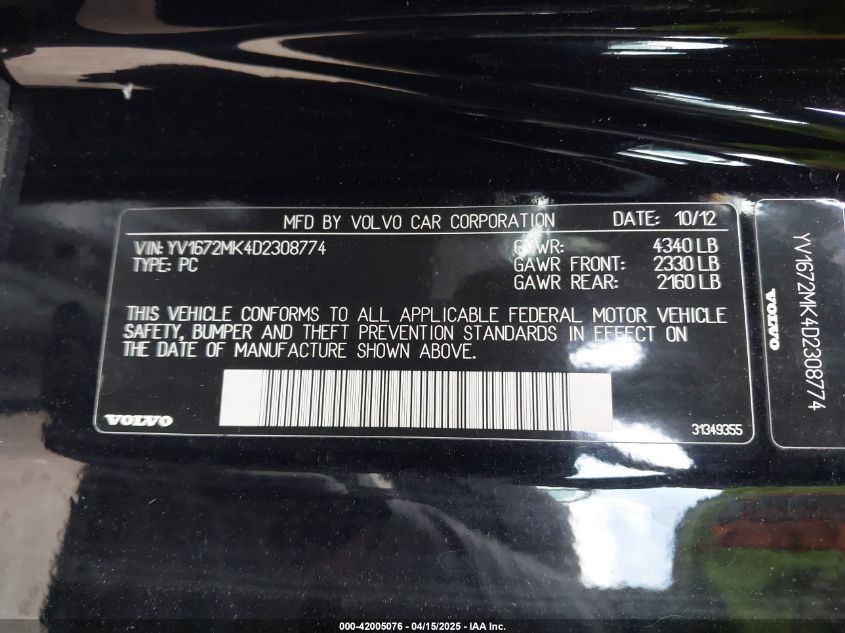 MFD BY VOLVO CAR CORPORATION DATE: 10/12
VIN: YV1672MK4D2308774 GVWR: 4340 LB
TYPE: PC GAWR FRONT: 2330 LB
GAWR REAR: 2160 LB
THIS VEHICLE CONFORMS TO ALL APPLICABLE FEDERAL MOTOR VEHICLE
SAFETY, BUMPER AND THEFT PREVENTION STANDARDS IN EFFECT ON
THE DATE OF MANUFACTURE SHOWN ABOVE.
VOLVO 31349355
YV1672MK4D2308774
VOLVO
000-42005076 - 04/15/2025 - IAA Inc.